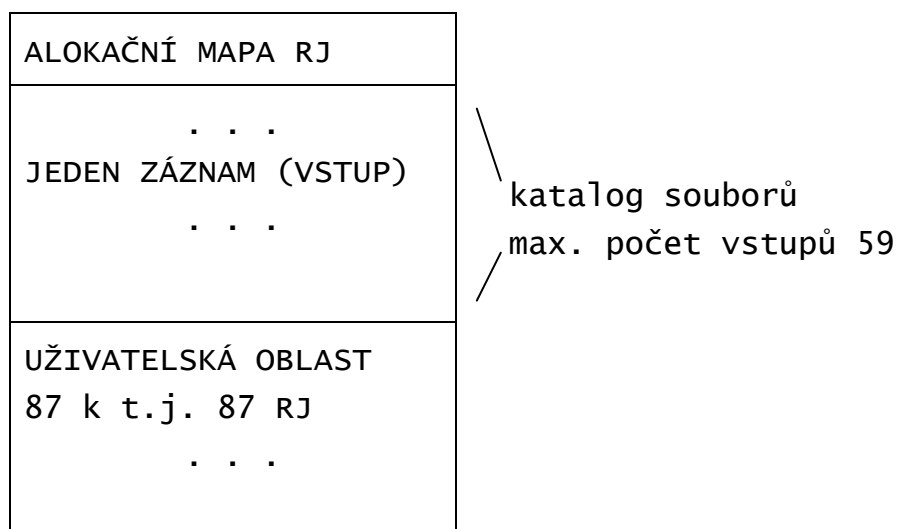 ALOKAČNÍ MAPA RJ
. . .
JEDEN ZÁZNAM (VSTUP)
. . .
katalog souborů
max. počet vstupů 59
UŽIVATELSKÁ OBLAST
87 k t.j. 87 RJ
. . .